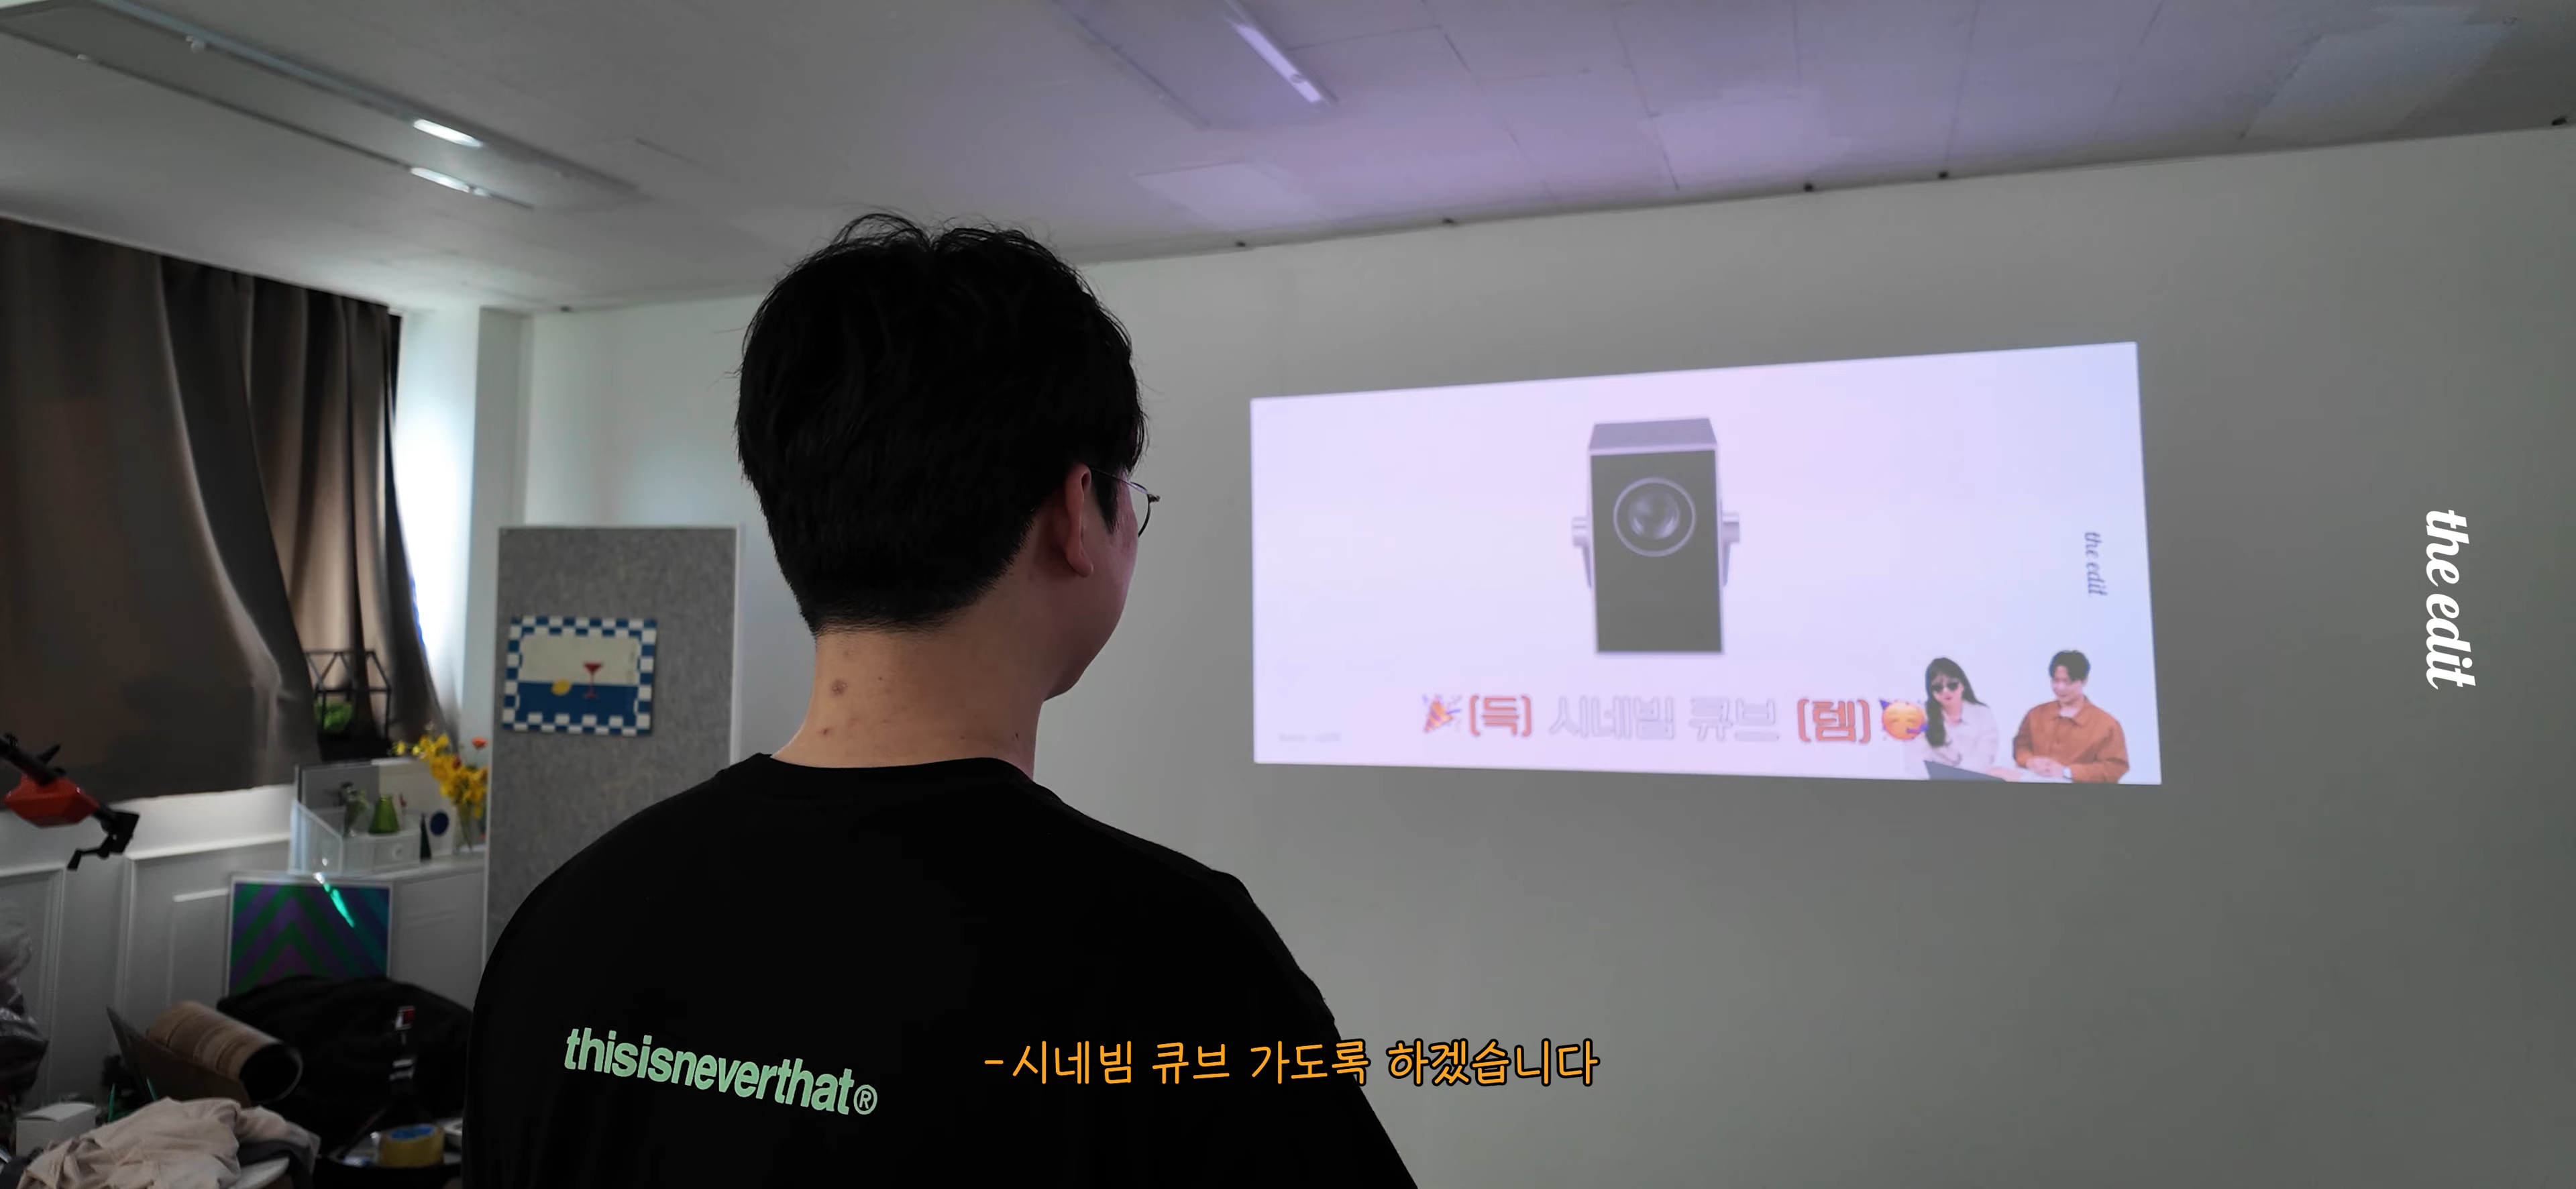 the edit
the edit
(득) 시네빔 큐브 (템)
thisisneverthat®
-시네빔 큐브 가도록 하겠습니다